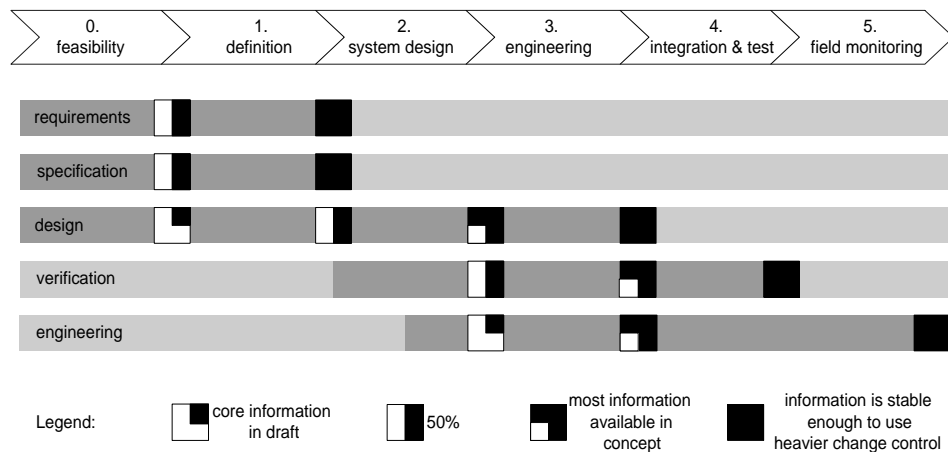 0.
feasibility
1.
definition
2.
system design
3.
engineering
4.
integration & test
5.
field monitoring
requirements
specification
design
verification
engineering
Legend:
core information
in draft
50%
most information
available in
concept
information is stable
enough to use
heavier change control